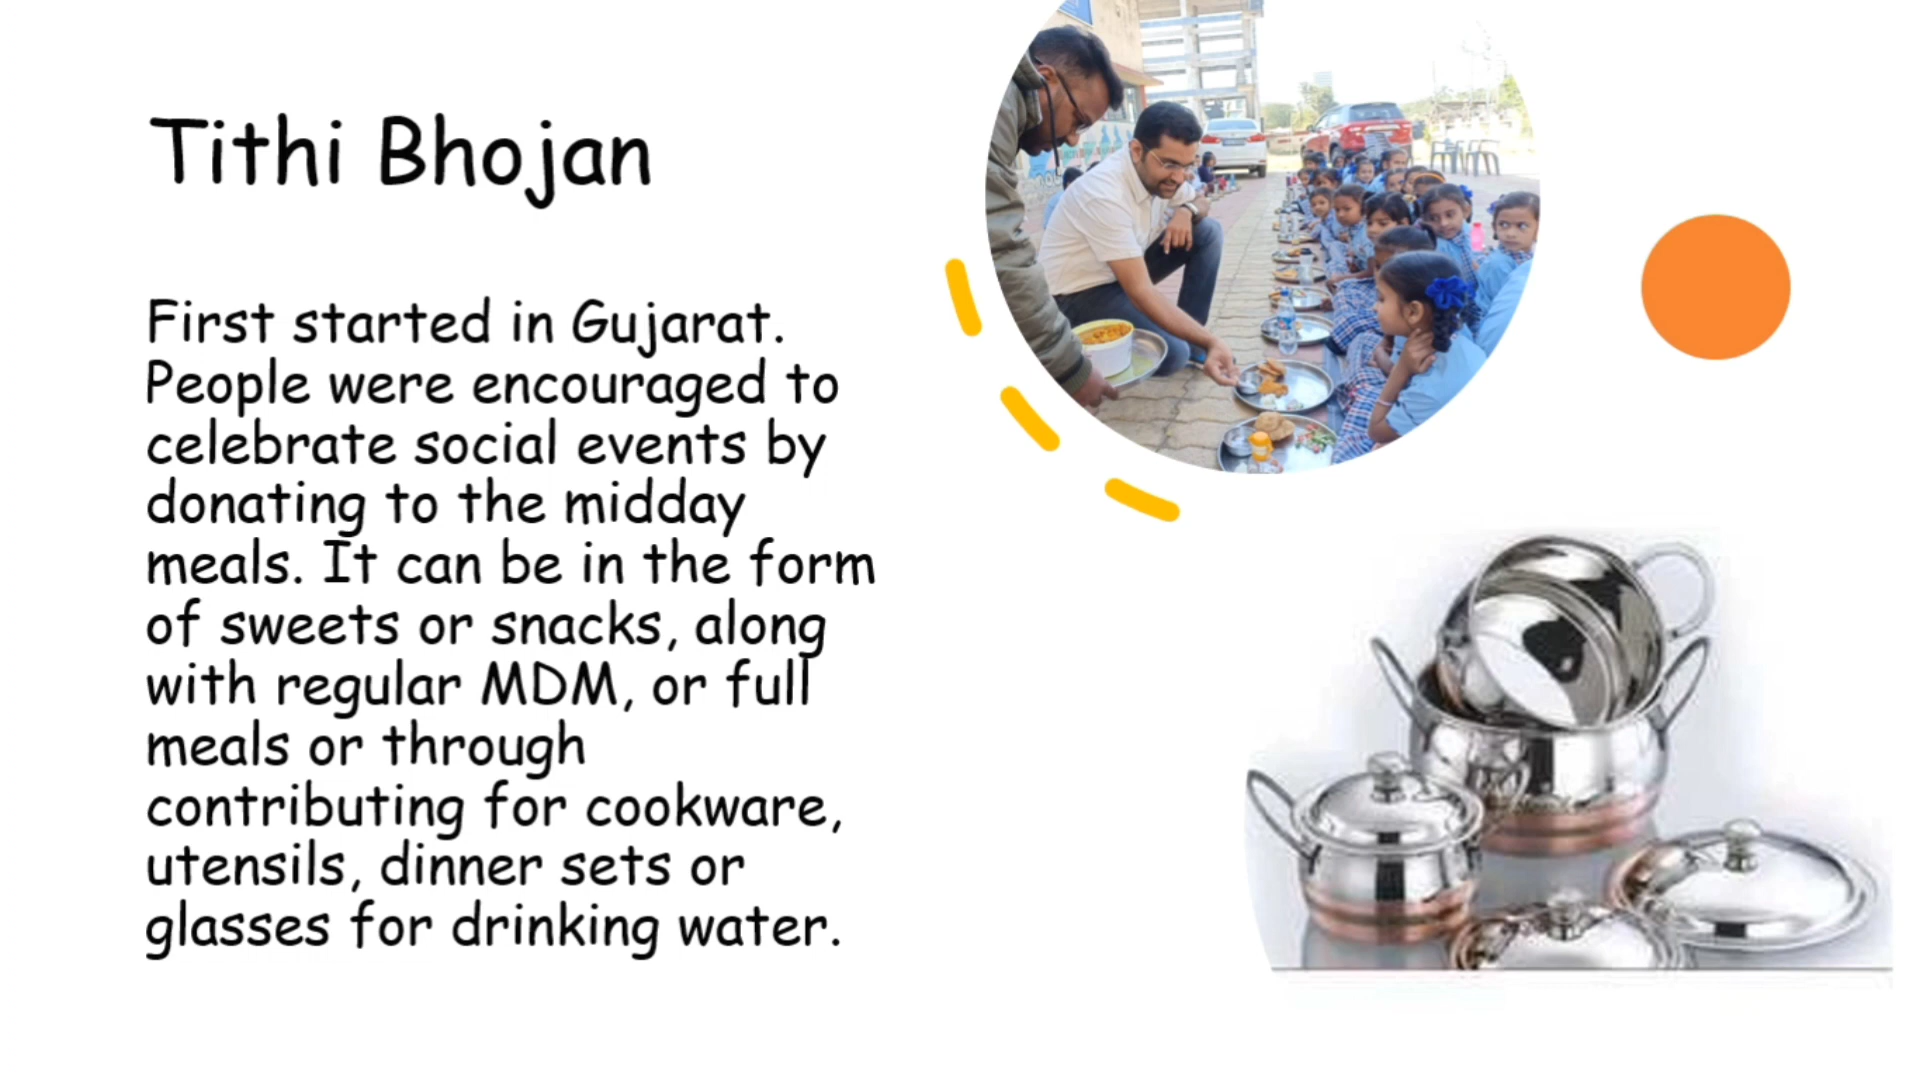 Tithi Bhojan
First started in Gujarat.
People were encouraged to
celebrate social events by
donating to the midday
meals. It can be in the form
of sweets or snacks, along
with regular MDM, or full
meals or through
contributing for cookware,
utensils, dinner sets or
glasses for drinking water.